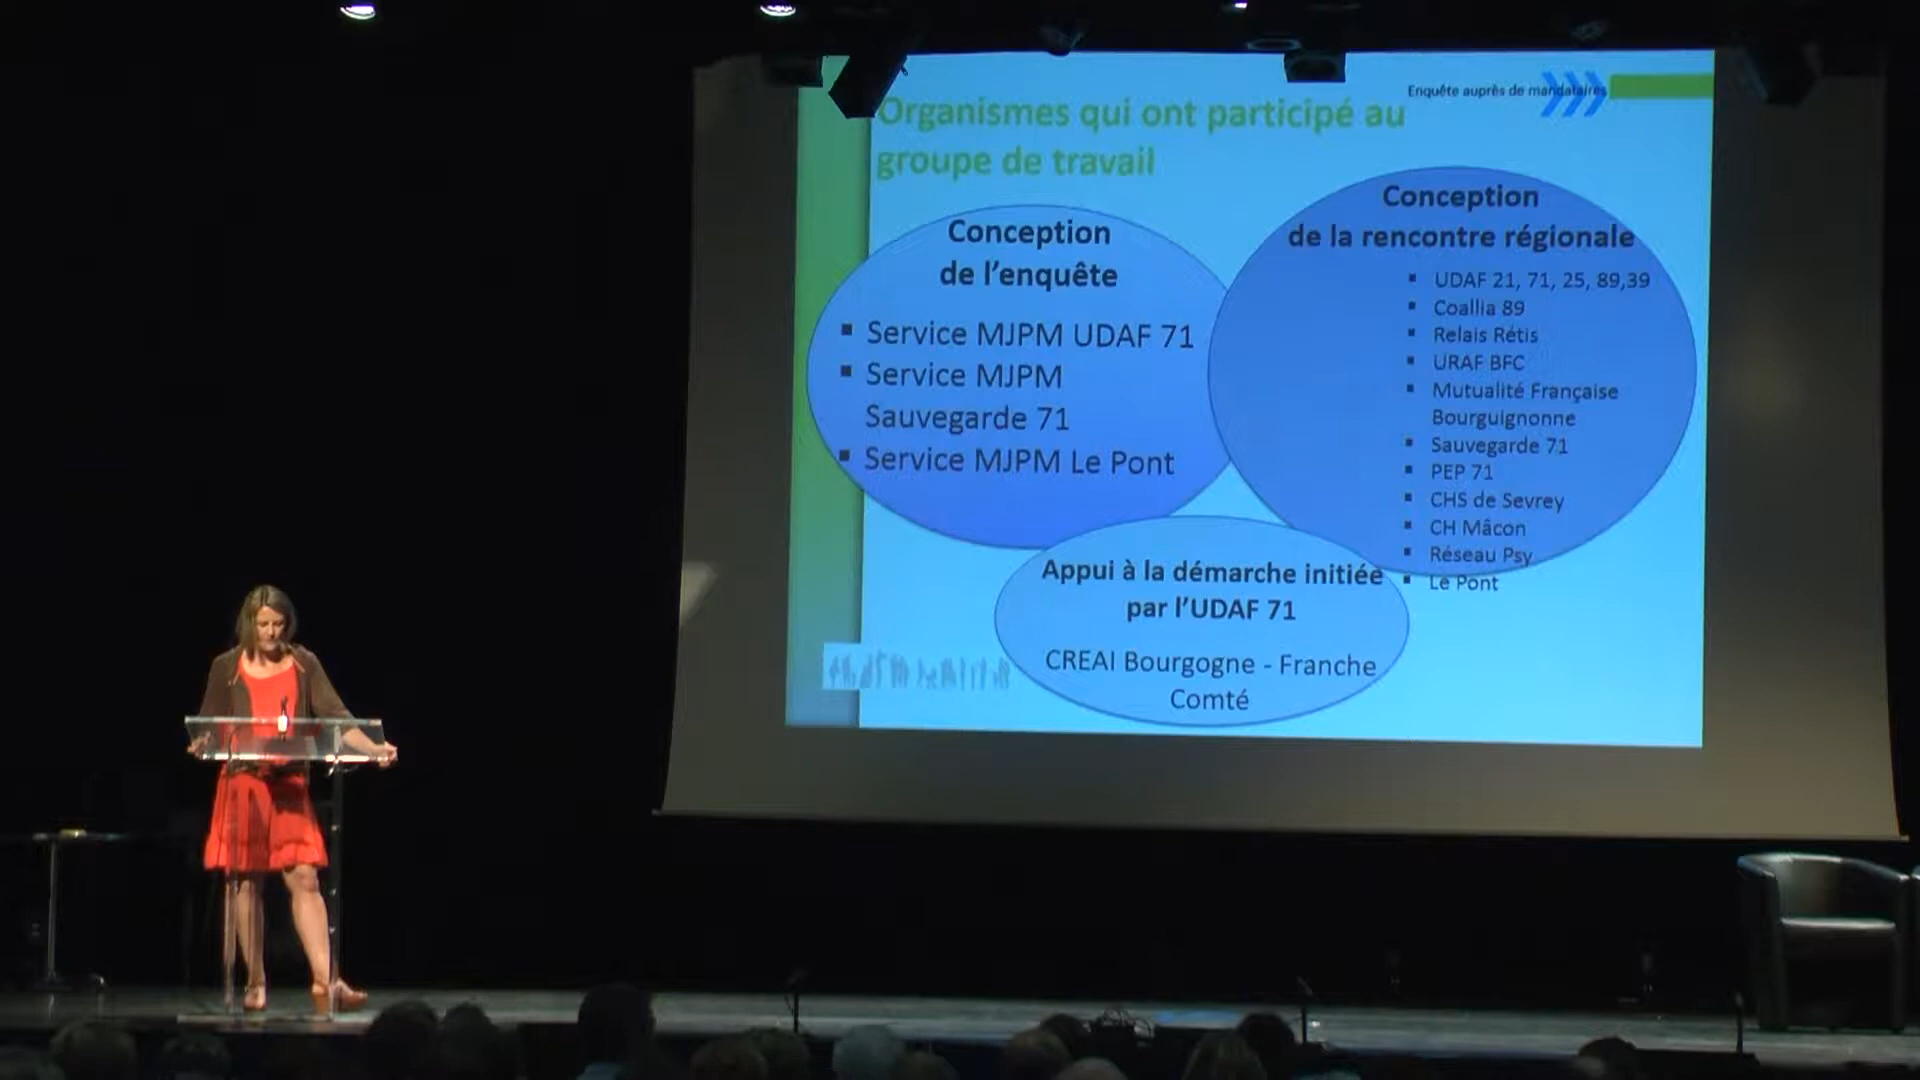 Enquête auprès de mandataires
Organismes qui ont participé au
groupe de travail
Conception
de l'enquête
▪ Service MJPM UDAF 71
▪ Service MJPM
Sauvegarde 71
▪ Service MJPM Le Pont
Conception
de la rencontre régionale
▪ UDAF 21, 71, 25, 89,39
▪ Coallia 89
▪ Relais Rétis
▪ URAF BFC
▪ Mutualité Française
Bourguignonne
▪ Sauvegarde 71
▪ PEP 71
▪ CHS de Sevrey
▪ CH Mâcon
▪ Réseau Psy
▪ Le Pont
Appui à la démarche initiée
par l'UDAF 71
CREAI Bourgogne - Franche
Comté